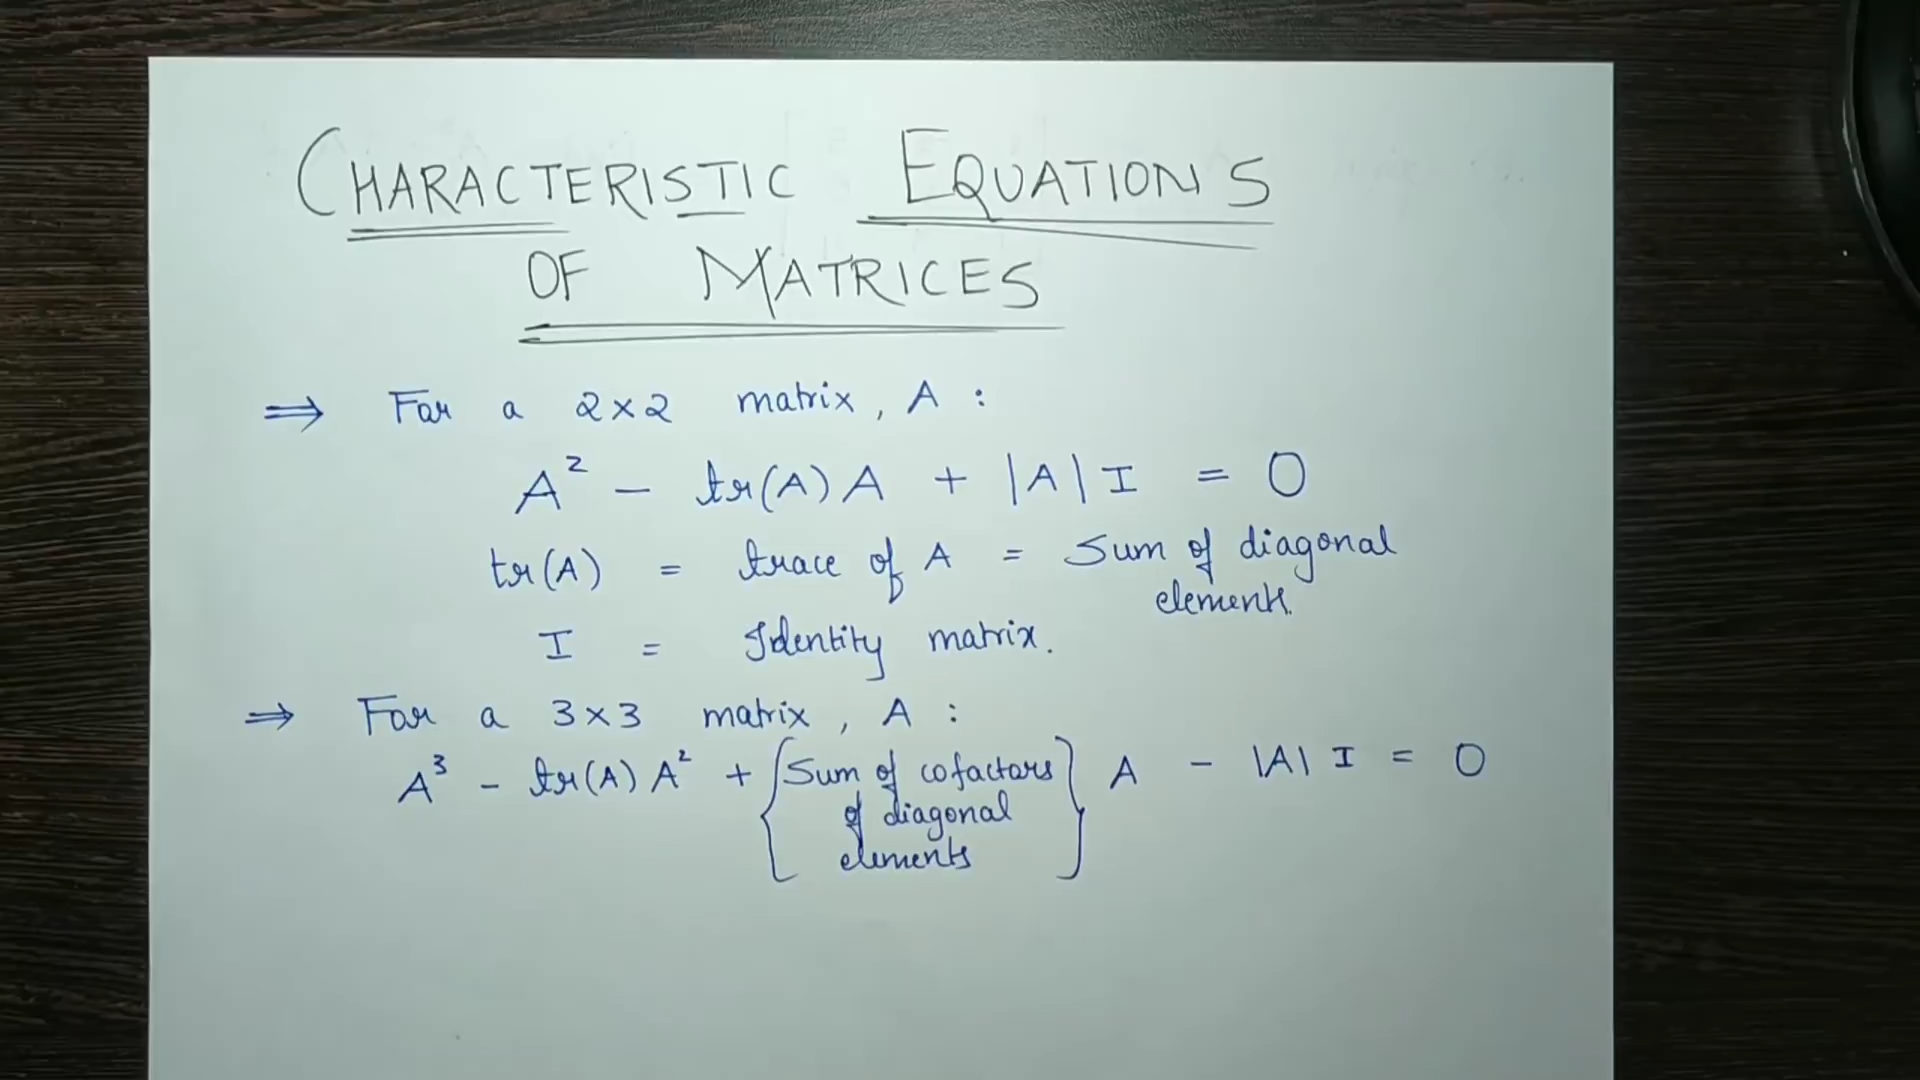 CHARACTERISTIC EQUATIONS
OF MATRICES
⇒ For a 2×2 matrix, A :
A² - tr(A) A + |A| I = 0
tr(A) = trace of A = Sum of diagonal
elements.
I = Identity matrix.
⇒ For a 3×3 matrix, A :
A³ - tr(A) A² + {Sum of cofactors
of diagonal
elements} A - |A| I = 0